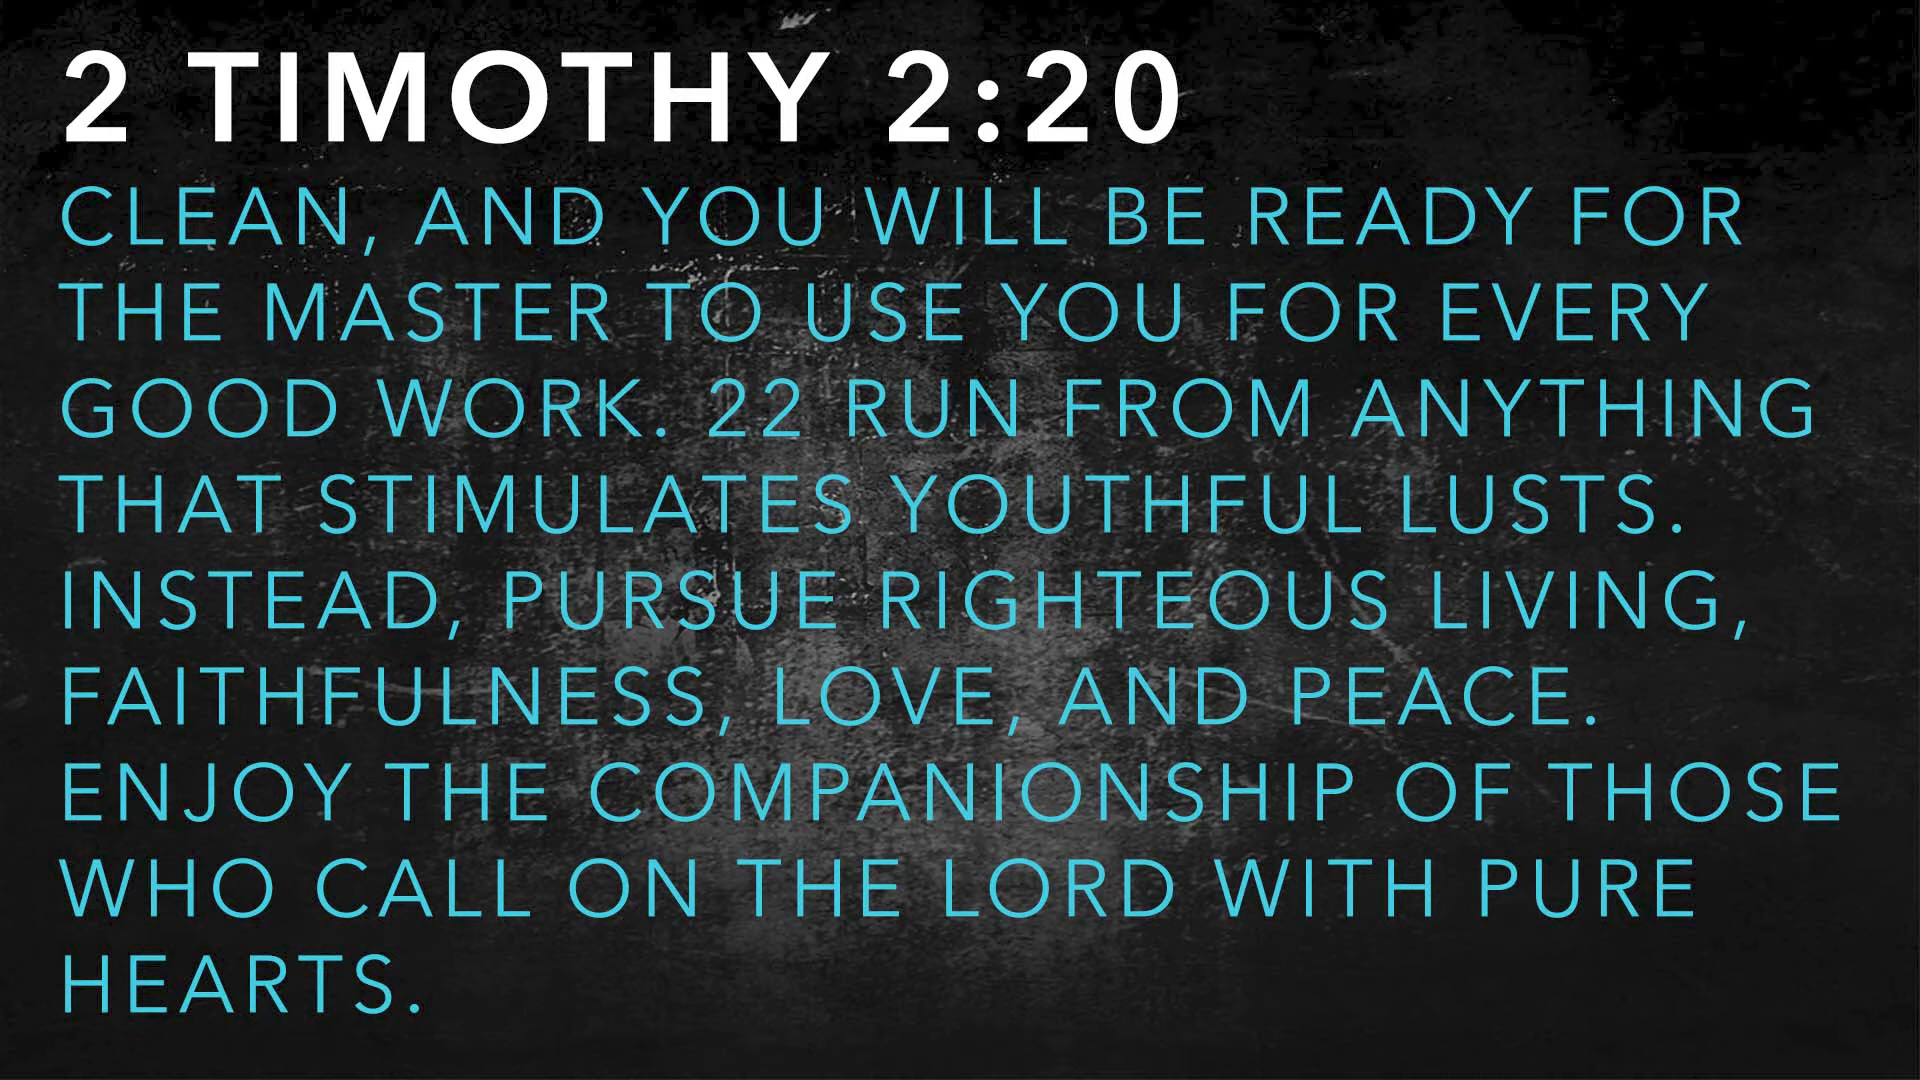 2 TIMOTHY 2:20
CLEAN, AND YOU WILL BE READY FOR
THE MASTER TO USE YOU FOR EVERY
GOOD WORK. 22 RUN FROM ANYTHING
THAT STIMULATES YOUTHFUL LUSTS.
INSTEAD, PURSUE RIGHTEOUS LIVING,
FAITHFULNESS, LOVE, AND PEACE.
ENJOY THE COMPANIONSHIP OF THOSE
WHO CALL ON THE LORD WITH PURE
HEARTS.